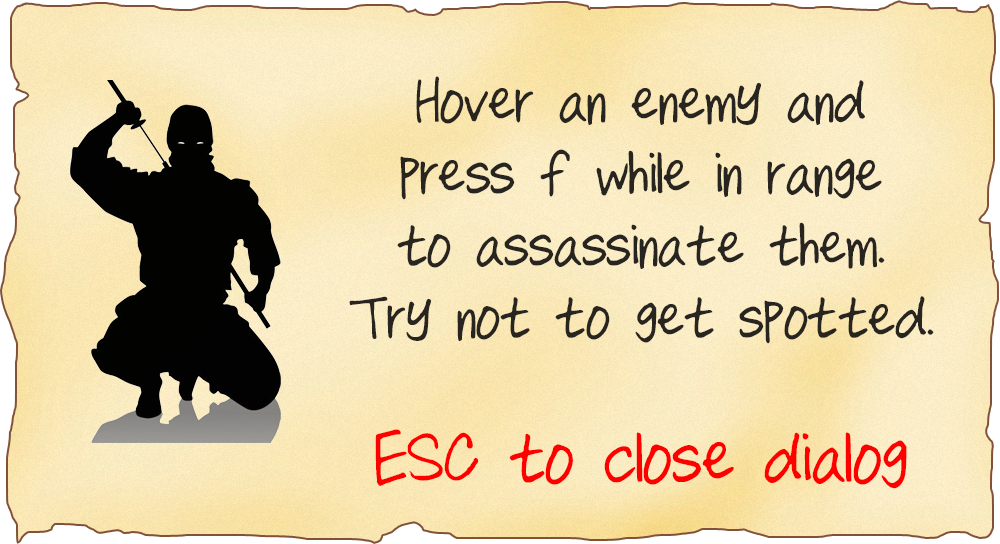 Hover an enemy and
press f while in range
to assassinate them.
Try not to get spotted.
ESC to close dialog